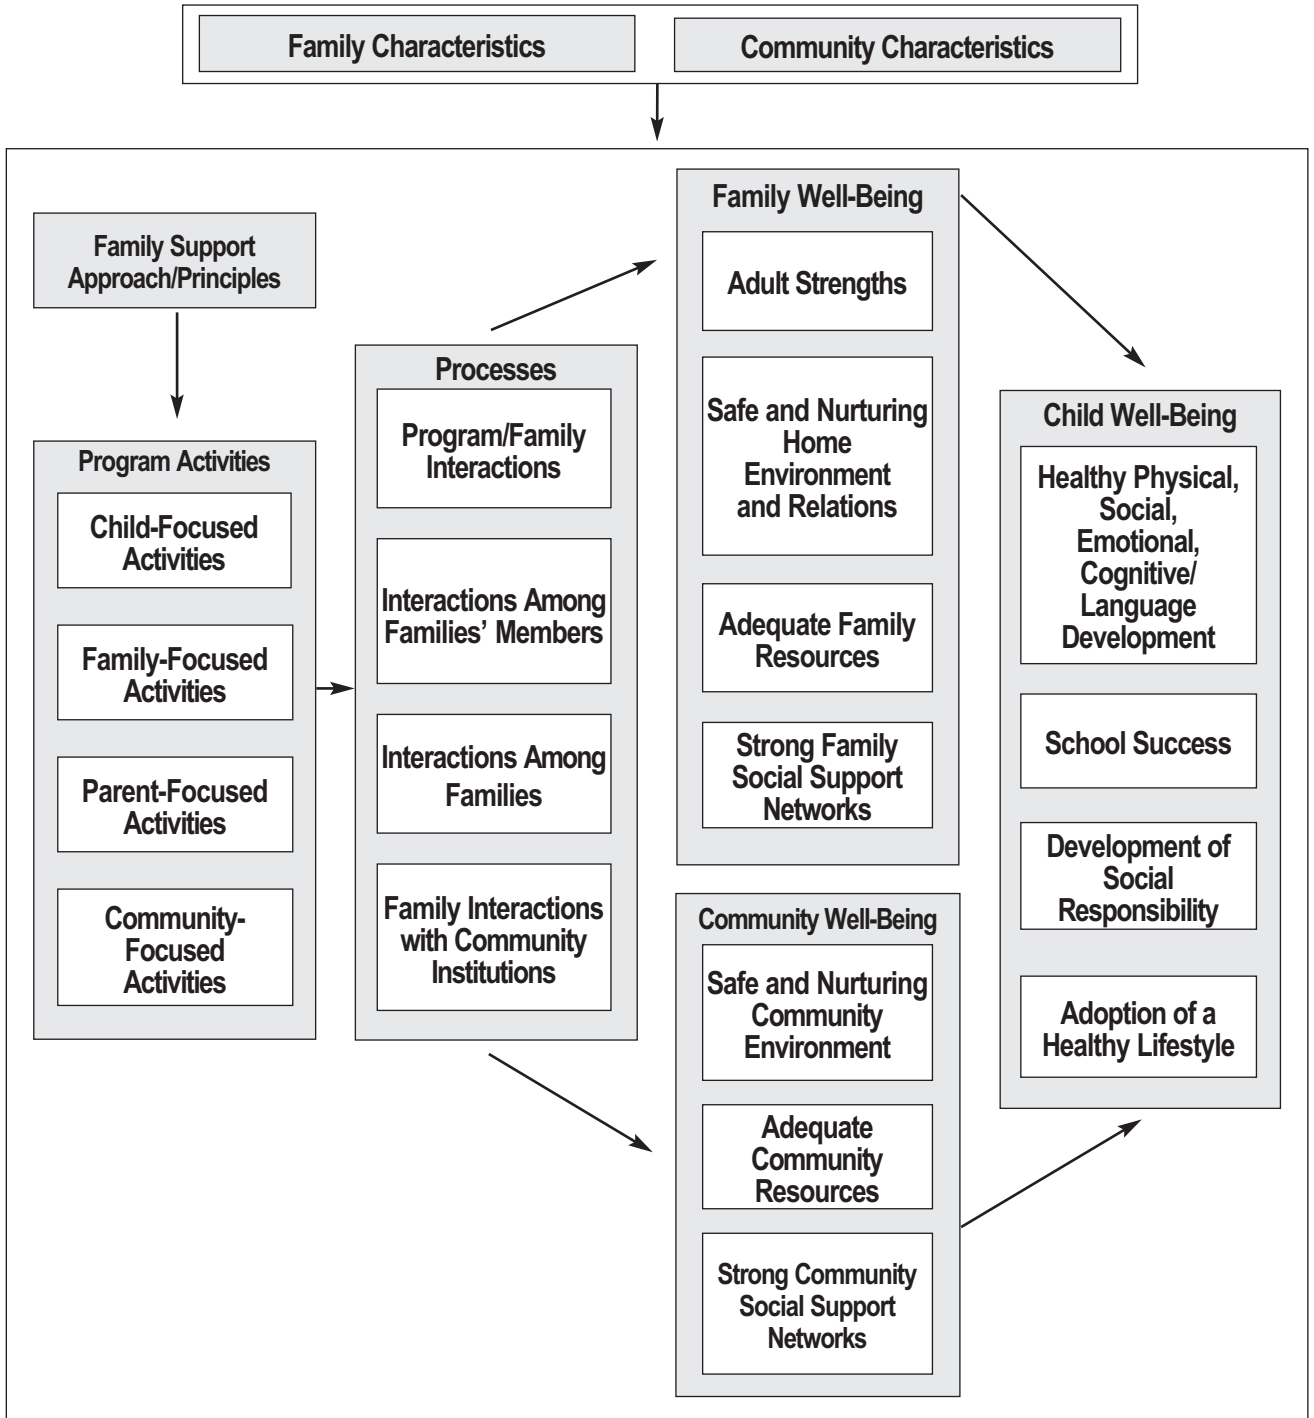 Family Characteristics
Community Characteristics
Family Support
Approach/Principles
Program Activities
Child-Focused
Activities
Family-Focused
Activities
Parent-Focused
Activities
Community-
Focused
Activities
Processes
Program/Family
Interactions
Interactions Among
Families’ Members
Interactions Among
Families
Family Interactions
with Community
Institutions
Family Well-Being
Adult Strengths
Safe and Nurturing
Home
Environment
and Relations
Adequate Family
Resources
Strong Family
Social Support
Networks
Community Well-Being
Safe and Nurturing
Community
Environment
Adequate
Community
Resources
Strong Community
Social Support
Networks
Child Well-Being
Healthy Physical,
Social,
Emotional,
Cognitive/
Language
Development
School Success
Development of
Social
Responsibility
Adoption of a
Healthy Lifestyle